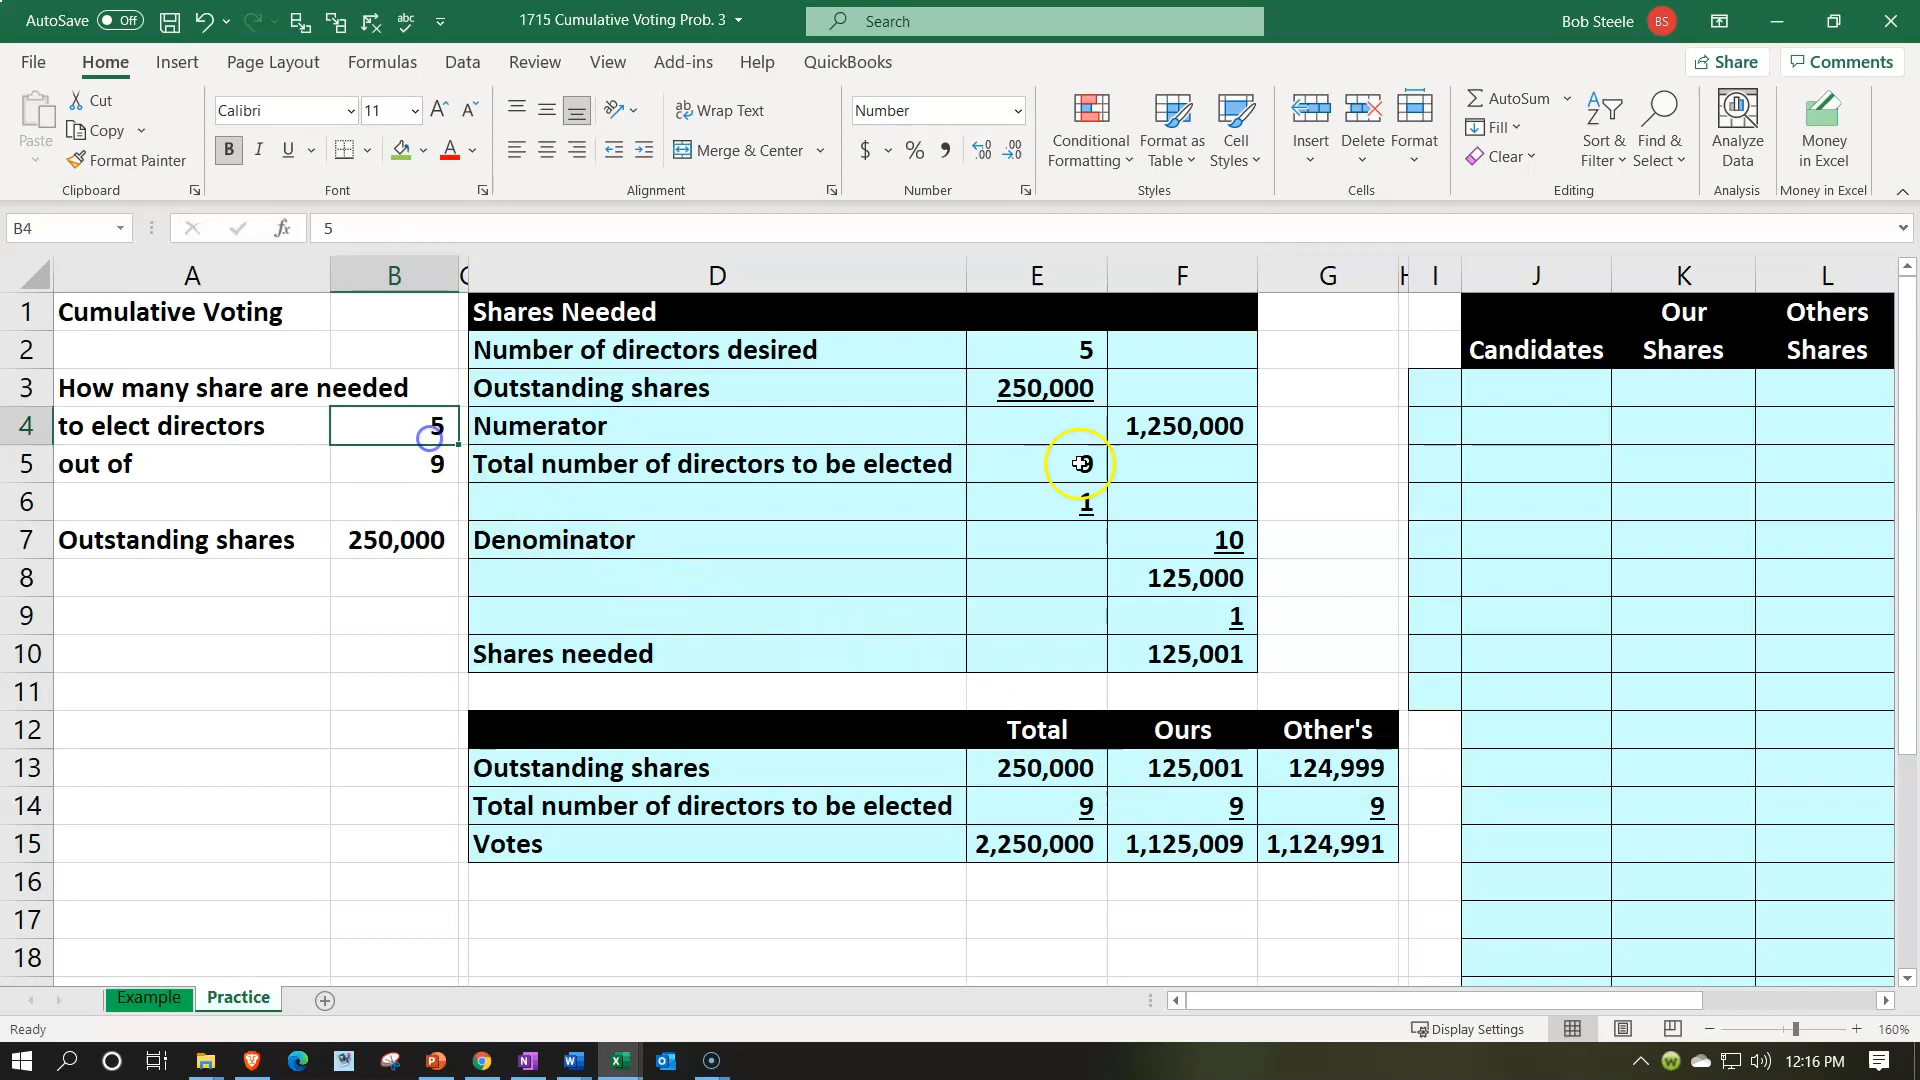 AutoSave Off abc 1715 Cumulative Voting Prob. 3 Search Bob Steele BS
File Home Insert Page Layout Formulas Data Review View Add-ins Help QuickBooks Share Comments
Paste Cut Copy Format Painter Clipboard
Calibri 11 A A B I U A Font
ab Wrap Text Merge & Center Alignment
Number $ % Number
Conditional Formatting Format as Table Cell Styles Styles
Insert Delete Format Cells
AutoSum Fill Clear Sort & Filter Find & Select Editing
Analyze Data Analysis
Money in Excel Money in Excel
B4 fx 5
A B C D E F G H I J K L
1 Cumulative Voting Shares Needed Our Others
2 Number of directors desired 5 Candidates Shares Shares
3 How many share are needed Outstanding shares 250,000
4 to elect directors 5 Numerator 1,250,000
5 out of 9 Total number of directors to be elected 9
6 1
7 Outstanding shares 250,000 Denominator 10
8 125,000
9 1
10 Shares needed 125,001
11
12 Total Ours Other's
13 Outstanding shares 250,000 125,001 124,999
14 Total number of directors to be elected 9 9 9
15 Votes 2,250,000 1,125,009 1,124,991
16
17
18
Example Practice
Ready Display Settings 160%
12:16 PM